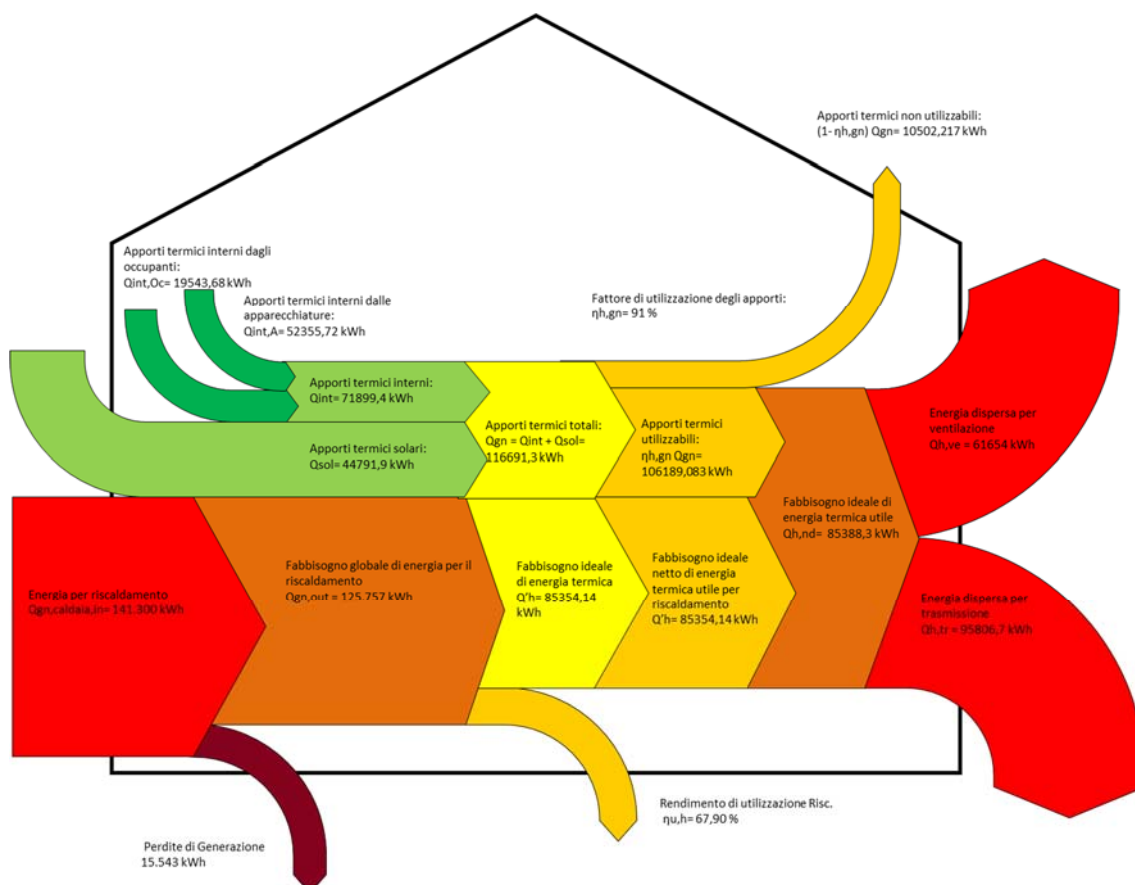 Apporti termici non utilizzabili:
(1- ηh,gn) Qgn= 10502,217 kWh
Apporti termici interni dagli
occupanti:
Qint,Oc= 19543,68 kWh
Apporti termici interni dalle
apparecchiature:
Qint,A= 52355,72 kWh
Fattore di utilizzazione degli apporti:
ηh,gn= 91 %
Apporti termici interni:
Qint= 71899,4 kWh
Apporti termici solari:
Qsol= 44791,9 kWh
Apporti termici totali:
Qgn = Qint + Qsol=
116691,3 kWh
Apporti termici
utilizzabili:
ηh,gn Qgn=
106189,083 kWh
Energia dispersa per
ventilazione
Qh,ve = 61654 kWh
Fabbisogno ideale di
energia termica utile
Qh,nd= 85388,3 kWh
Energia per riscaldamento
Qgn,caldaia,in= 141.300 kWh
Fabbisogno globale di energia per il
riscaldamento
Qgn,out = 125.757 kWh
Fabbisogno ideale
di energia termica
Q'h= 85354,14
kWh
Fabbisogno ideale
netto di energia
termica utile per
riscaldamento
Q'h= 85354,14 kWh
Energia dispersa per
trasmissione
Qh,tr = 95806,7 kWh
Perdite di Generazione
15.543 kWh
Rendimento di utilizzazione Risc.
ηu,h= 67,90 %